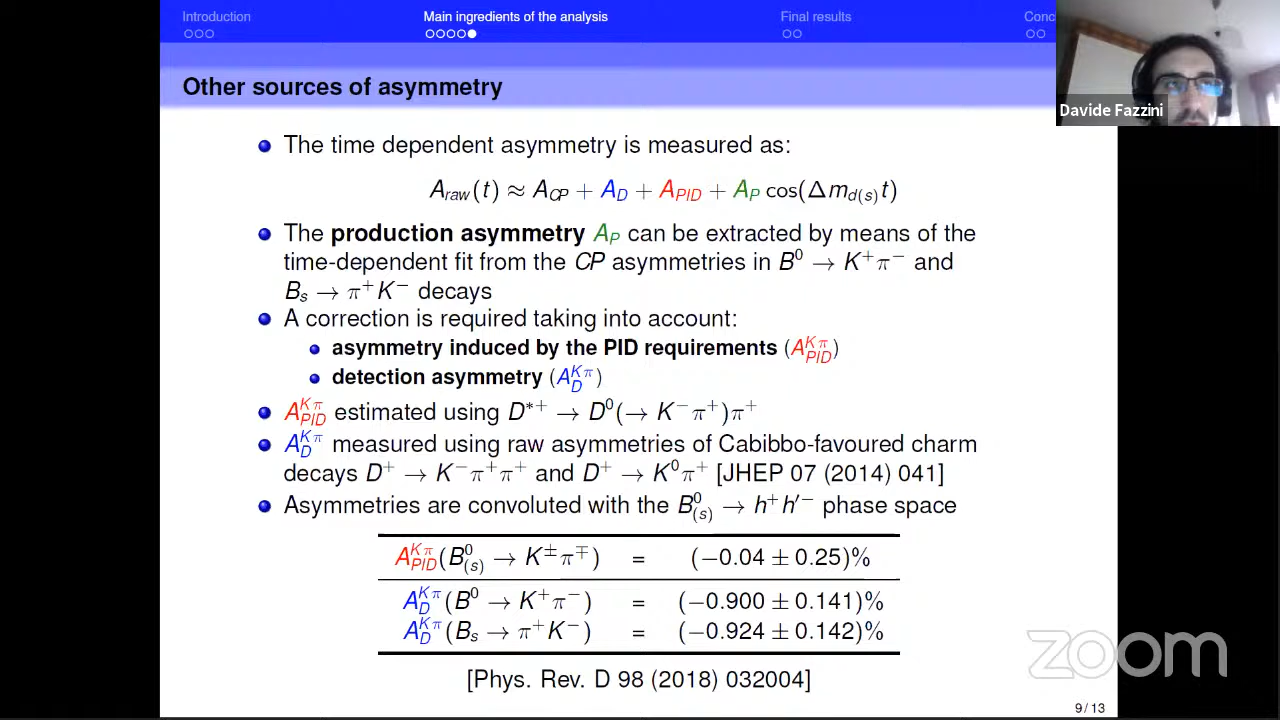 Introduction
Main ingredients of the analysis
Final results
Conc
Other sources of asymmetry
Davide Fazzini
The time dependent asymmetry is measured as:
A_raw(t) ≈ A_CP + A_D + A_PID + A_P cos(Δm_d(s)t)
The production asymmetry A_P can be extracted by means of the
time-dependent fit from the CP asymmetries in B⁰ → K⁺π⁻ and
B_s → π⁺K⁻ decays
A correction is required taking into account:
asymmetry induced by the PID requirements (A_PID^Kπ)
detection asymmetry (A_D^Kπ)
A_PID^Kπ estimated using D*⁺ → D⁰(→ K⁻π⁺)π⁺
A_D^Kπ measured using raw asymmetries of Cabibbo-favoured charm
decays D⁺ → K⁻π⁺π⁺ and D⁺ → K⁰π⁺ [JHEP 07 (2014) 041]
Asymmetries are convoluted with the B⁰_(s) → h⁺h′⁻ phase space
A_PID^Kπ(B⁰_(s) → K^±π^∓) = (−0.04 ± 0.25)%
A_D^Kπ(B⁰ → K⁺π⁻) = (−0.900 ± 0.141)%
A_D^Kπ(B_s → π⁺K⁻) = (−0.924 ± 0.142)%
zoom
[Phys. Rev. D 98 (2018) 032004]
9 / 13